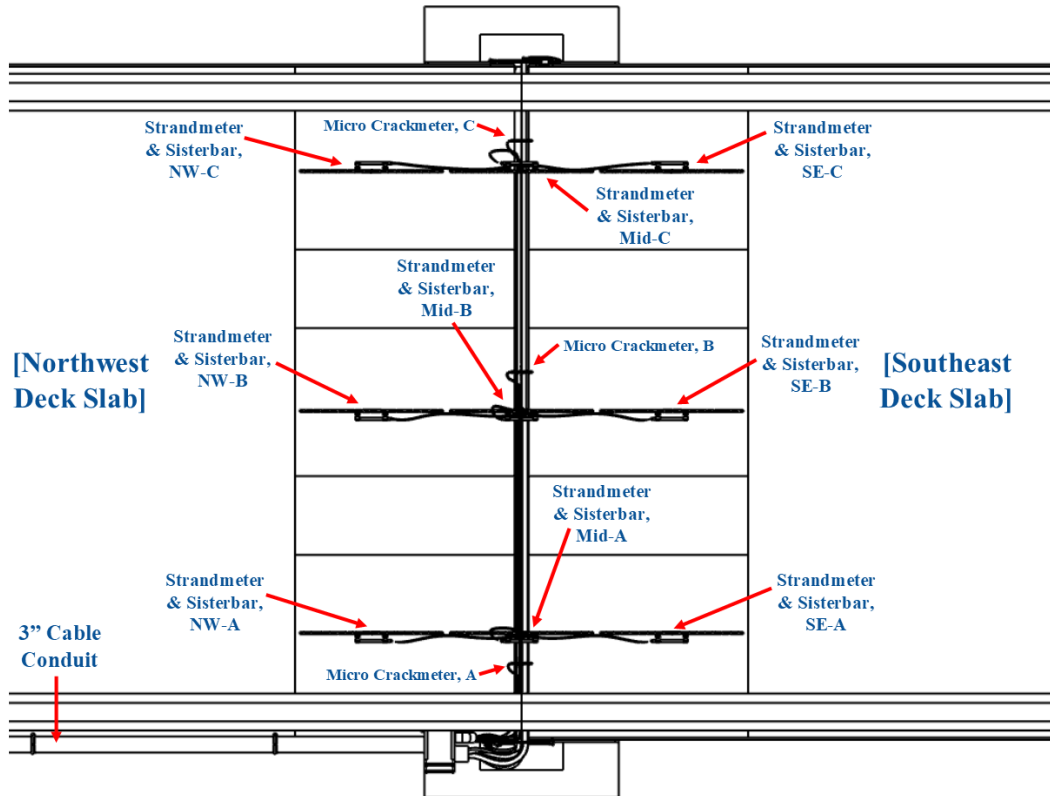 Micro Crackmeter, C
Strandmeter
& Sisterbar,
NW-C
Strandmeter
& Sisterbar,
SE-C
Strandmeter
& Sisterbar,
Mid-C
Strandmeter
& Sisterbar,
Mid-B
Strandmeter
& Sisterbar,
NW-B
Micro Crackmeter, B
Strandmeter
& Sisterbar,
SE-B
[Northwest
Deck Slab]
[Southeast
Deck Slab]
Strandmeter
& Sisterbar,
Mid-A
Strandmeter
& Sisterbar,
NW-A
Strandmeter
& Sisterbar,
SE-A
3” Cable
Conduit
Micro Crackmeter, A